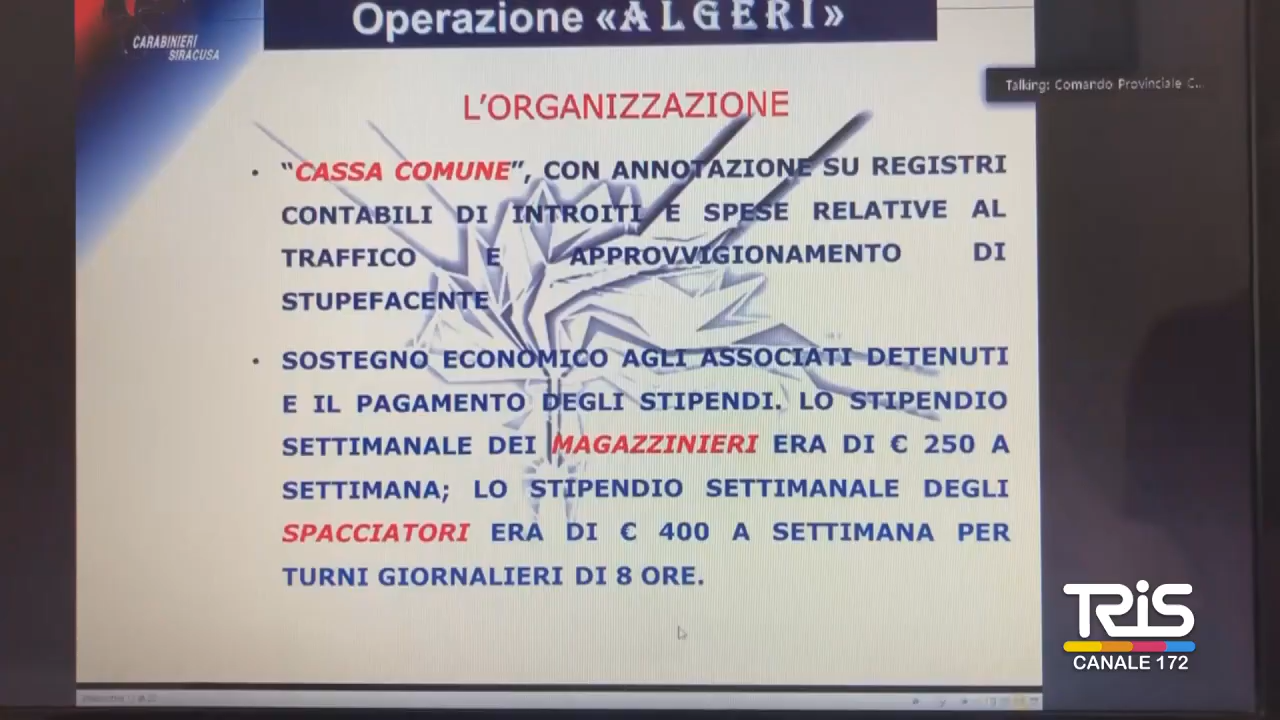 Operazione «ALGERI»
CARABINIERI
SIRACUSA
Talking: Comando Provinciale C...
L'ORGANIZZAZIONE
• "CASSA COMUNE", CON ANNOTAZIONE SU REGISTRI
CONTABILI DI INTROITI E SPESE RELATIVE AL
TRAFFICO E APPROVVIGIONAMENTO DI
STUPEFACENTE
• SOSTEGNO ECONOMICO AGLI ASSOCIATI DETENUTI
E IL PAGAMENTO DEGLI STIPENDI. LO STIPENDIO
SETTIMANALE DEI MAGAZZINIERI ERA DI € 250 A
SETTIMANA; LO STIPENDIO SETTIMANALE DEGLI
SPACCIATORI ERA DI € 400 A SETTIMANA PER
TURNI GIORNALIERI DI 8 ORE.
TRiS
CANALE 172